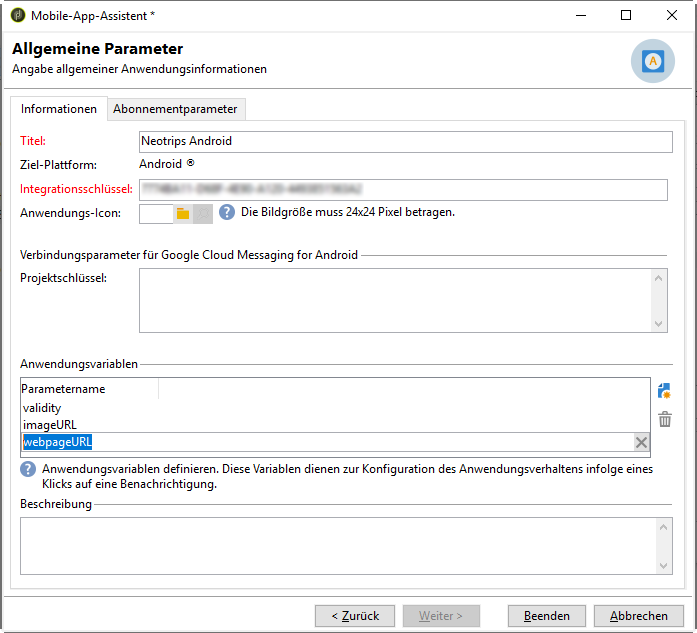 Mobile-App-Assistent *
Allgemeine Parameter
Angabe allgemeiner Anwendungsinformationen
A
Informationen Abonnementparameter
Titel: Neotrips Android
Ziel-Plattform: Android ®
Integrationsschlüssel:
Anwendungs-Icon: ? Die Bildgröße muss 24x24 Pixel betragen.
Verbindungsparameter für Google Cloud Messaging for Android
Projektschlüssel:
Anwendungsvariablen
Parametername
validity
imageURL
webpageURL
? Anwendungsvariablen definieren. Diese Variablen dienen zur Konfiguration des Anwendungsverhaltens infolge eines
Klicks auf eine Benachrichtigung.
Beschreibung
< Zurück Weiter > Beenden Abbrechen